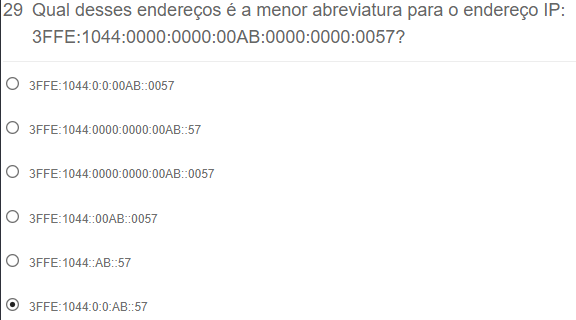 29 Qual desses endereços é a menor abreviatura para o endereço IP:
3FFE:1044:0000:0000:00AB:0000:0000:0057?
3FFE:1044:0:0:00AB::0057
3FFE:1044:0000:0000:00AB::57
3FFE:1044:0000:0000:00AB::0057
3FFE:1044::00AB::0057
3FFE:1044::AB::57
3FFE:1044:0:0:AB::57